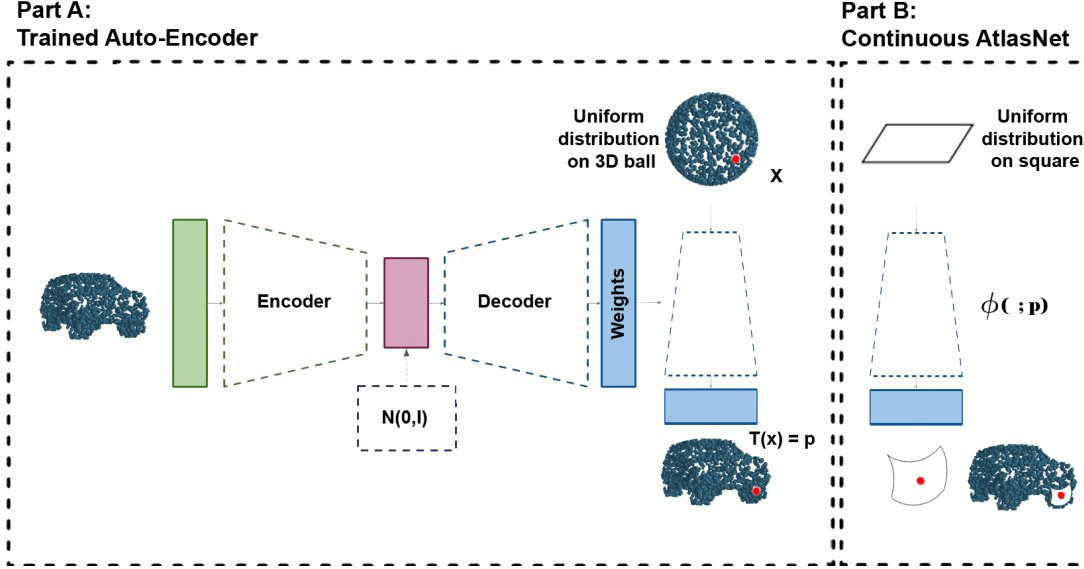 Part A:
Trained Auto-Encoder
Part B:
Continuous AtlasNet
Uniform
distribution
on 3D ball
X
Uniform
distribution
on square
Encoder
Decoder
Weights
ϕ( ; p)
N(0,I)
T(x) = p